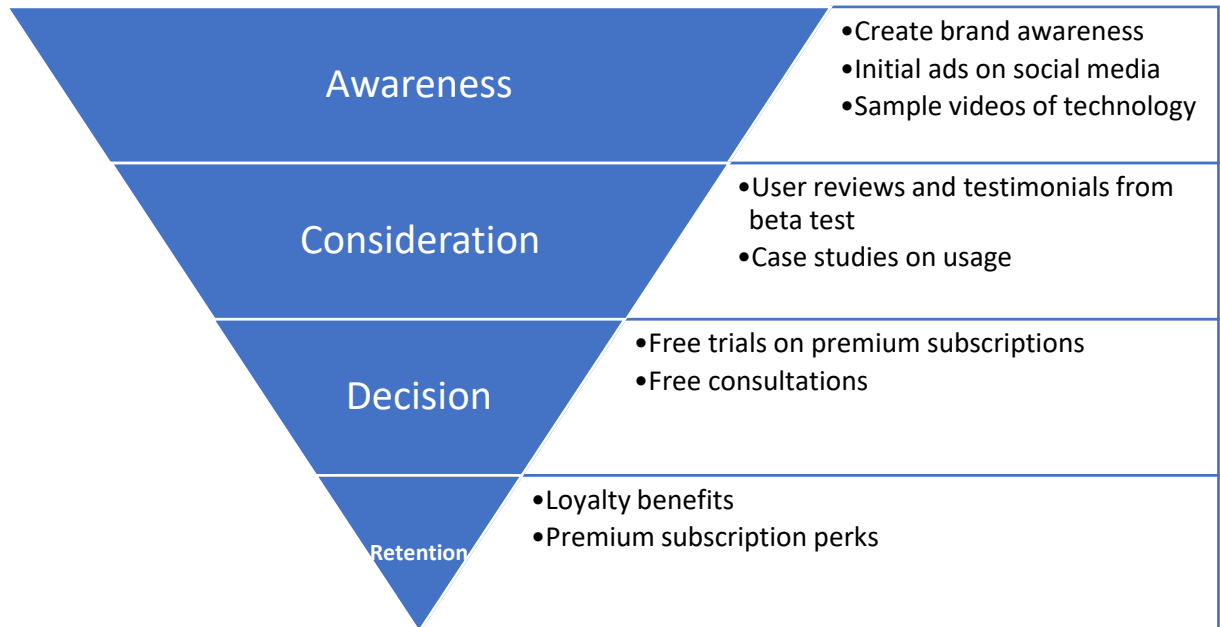 Awareness
•Create brand awareness
•Initial ads on social media
•Sample videos of technology
Consideration
•User reviews and testimonials from
beta test
•Case studies on usage
Decision
•Free trials on premium subscriptions
•Free consultations
Retention
•Loyalty benefits
•Premium subscription perks